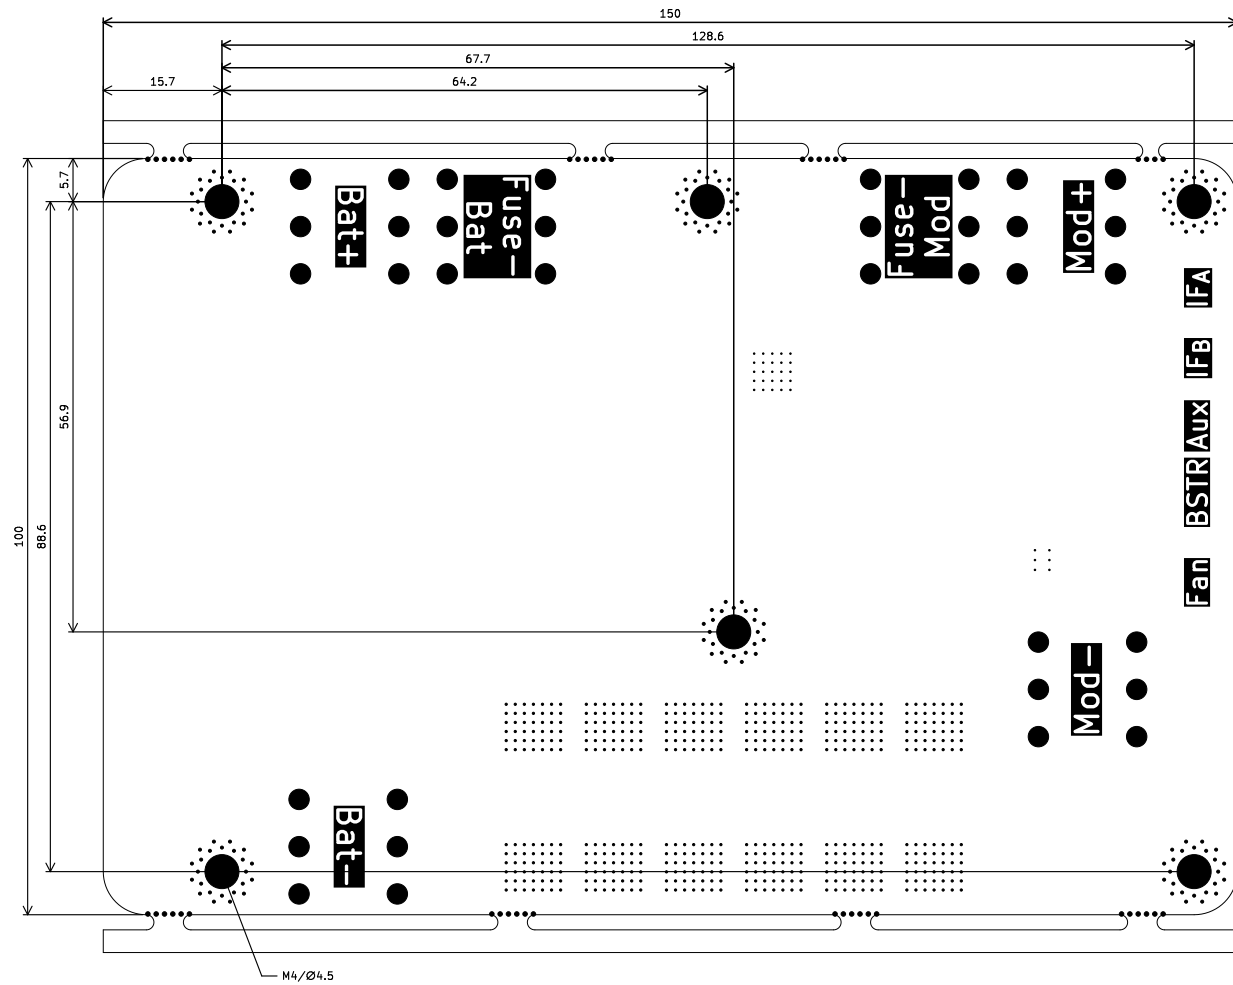 150
128.6
67.7
15.7
64.2
5.7
Bat+
Fuse-
Bat
Fuse-
Mod
Mod+
IFA
IFB
56.9
Aux
BSTR
100
88.6
Fan
Mod-
Bat-
M4/Ø4.5